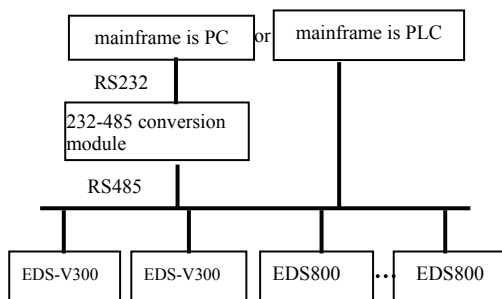 mainframe is PC or mainframe is PLC
RS232
232-485 conversion
module
RS485
EDS-V300 EDS-V300 EDS800 ... EDS800